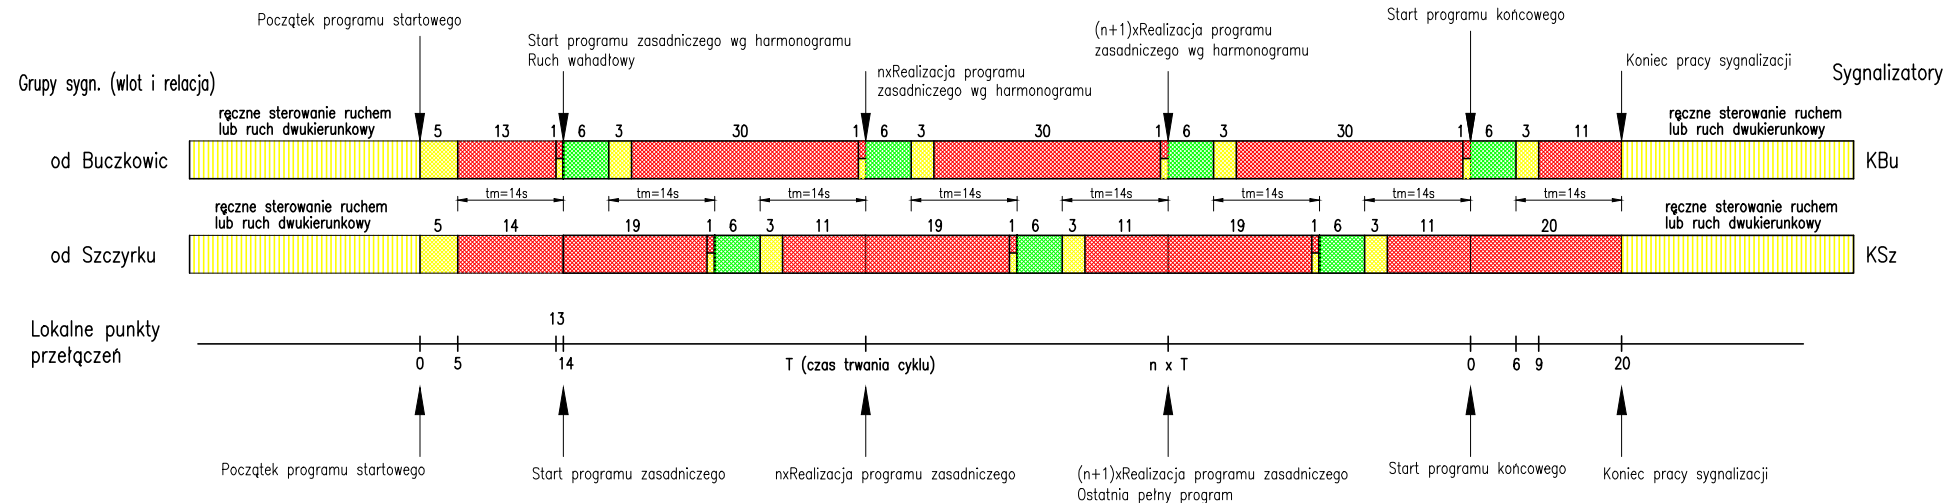 Początek programu startowego
Start programu zasadniczego wg harmonogramu
Ruch wahadłowy
nxRealizacja programu
zasadniczego wg harmonogramu
(n+1)xRealizacja programu
zasadniczego wg harmonogramu
Start programu końcowego
Koniec pracy sygnalizacji
Grupy sygn. (wlot i relacja)
Sygnalizatory
ręczne sterowanie ruchem
lub ruch dwukierunkowy
5 13 1 6 3 30 1 6 3 30 1 6 3 30 1 6 3 11
ręczne sterowanie ruchem
lub ruch dwukierunkowy
od Buczkowic
KBu
tm=14s tm=14s tm=14s tm=14s tm=14s tm=14s tm=14s tm=14s
ręczne sterowanie ruchem
lub ruch dwukierunkowy
5 14 19 1 6 3 11 19 1 6 3 11 19 1 6 3 11 20
ręczne sterowanie ruchem
lub ruch dwukierunkowy
od Szczyrku
KSz
Lokalne punkty
przełączeń
13
0 5 14 T (czas trwania cyklu) n x T 0 6 9 20
Początek programu startowego
Start programu zasadniczego
nxRealizacja programu zasadniczego
(n+1)xRealizacja programu zasadniczego
Ostatnia pełny program
Start programu końcowego
Koniec pracy sygnalizacji